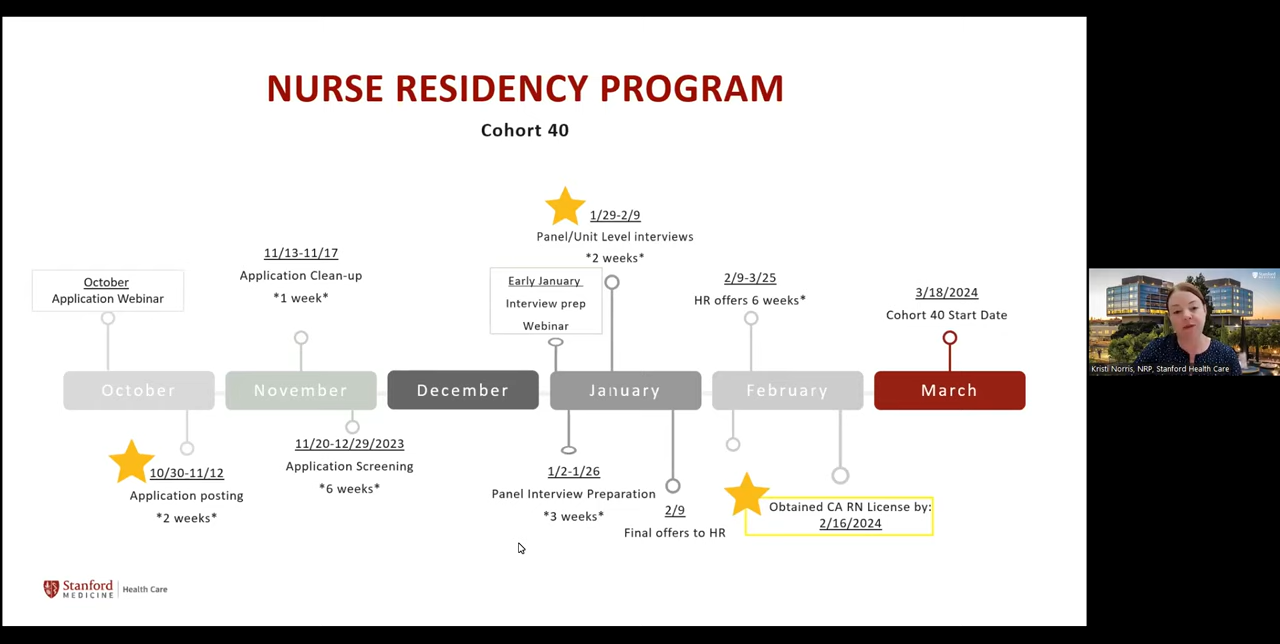 NURSE RESIDENCY PROGRAM
Cohort 40
October
Application Webinar
11/13-11/17
Application Clean-up
*1 week*
1/29-2/9
Panel/Unit Level interviews
*2 weeks*
Early January
Interview prep
Webinar
2/9-3/25
HR offers 6 weeks*
3/18/2024
Cohort 40 Start Date
October
November
December
January
February
March
10/30-11/12
Application posting
*2 weeks*
11/20-12/29/2023
Application Screening
*6 weeks*
1/2-1/26
Panel Interview Preparation
*3 weeks*
2/9
Final offers to HR
Obtained CA RN License by:
2/16/2024
Stanford
MEDICINE
Health Care
Kristi Norris, NRP, Stanford Health Care